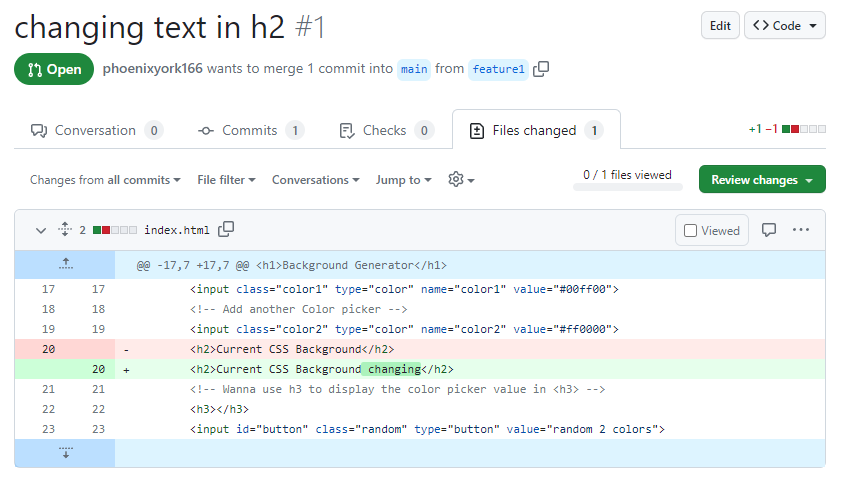 changing text in h2 #1
Edit
<> Code
Open
phoenixyork166 wants to merge 1 commit into main from feature1
Conversation 0
Commits 1
Checks 0
Files changed 1
+1 −1
Changes from all commits
File filter
Conversations
Jump to
0 / 1 files viewed
Review changes
2 index.html
Viewed
@@ -17,7 +17,7 @@ <h1>Background Generator</h1>
17 17 <input class="color1" type="color" name="color1" value="#00ff00">
18 18 <!-- Add another Color picker -->
19 19 <input class="color2" type="color" name="color2" value="#ff0000">
20 - <h2>Current CSS Background</h2>
20 + <h2>Current CSS Background changing</h2>
21 21 <!-- Wanna use h3 to display the color picker value in <h3> -->
22 22 <h3></h3>
23 23 <input id="button" class="random" type="button" value="random 2 colors">